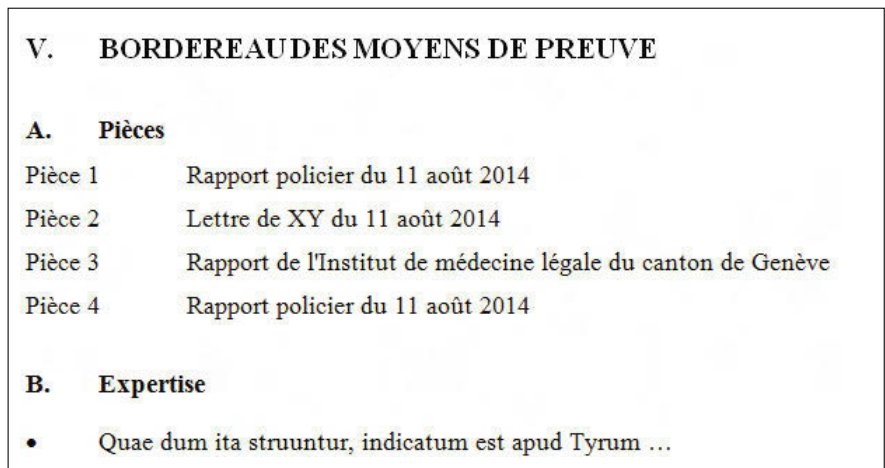 V. BORDEREAU DES MOYENS DE PREUVE
A. Pièces
Pièce 1 Rapport policier du 11 août 2014
Pièce 2 Lettre de XY du 11 août 2014
Pièce 3 Rapport de l'Institut de médecine légale du canton de Genève
Pièce 4 Rapport policier du 11 août 2014
B. Expertise
• Quae dum ita struuntur, indicatum est apud Tyrum …